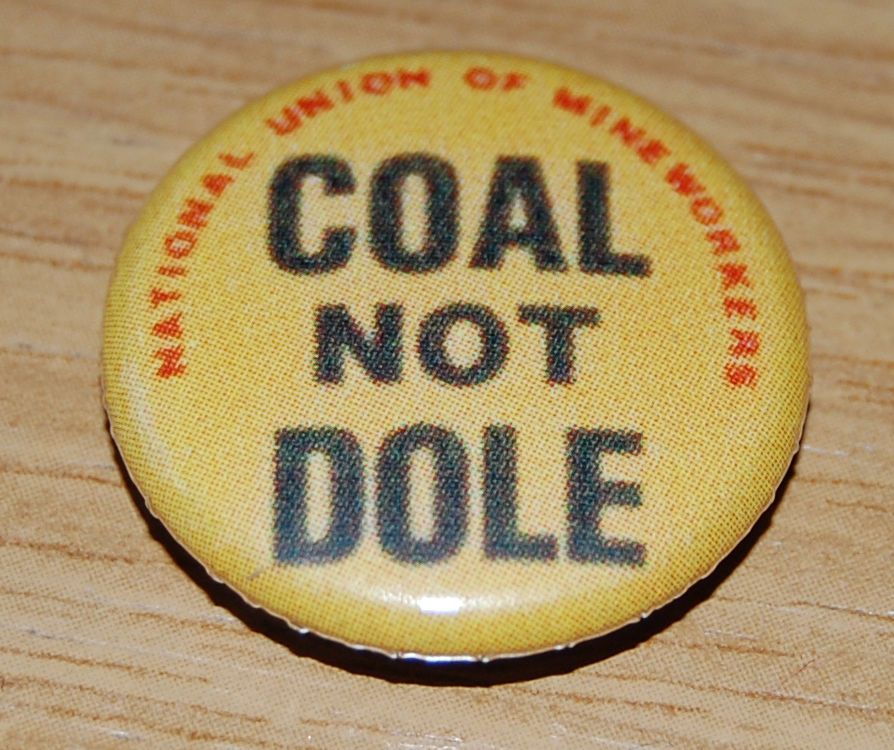 NATIONAL UNION OF MINEWORKERS
COAL
NOT
DOLE